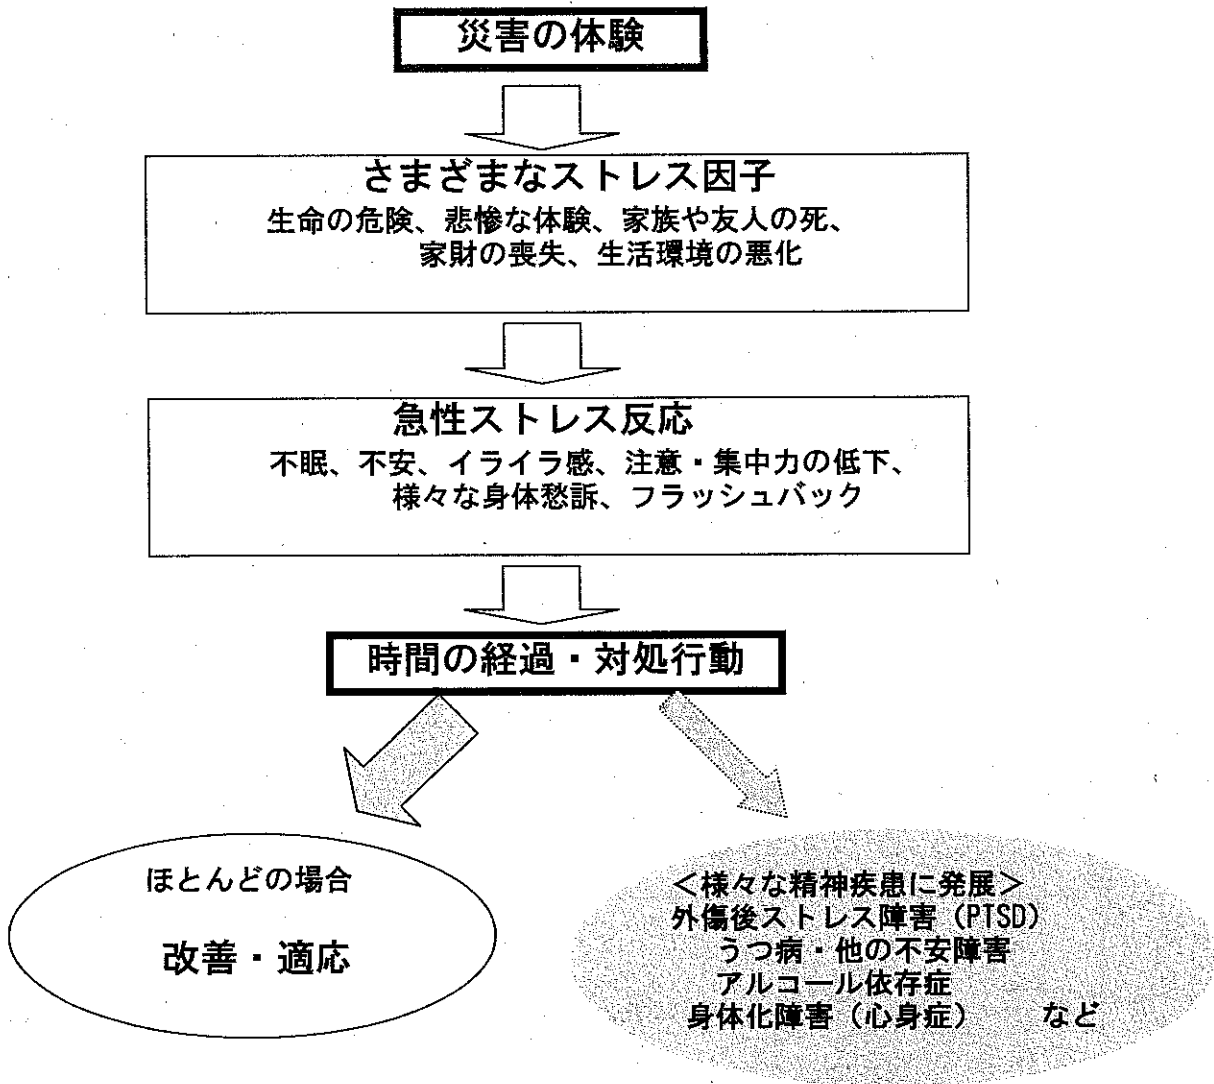 災害の体験
さまざまなストレス因子
生命の危険、悲惨な体験、家族や友人の死、
家財の喪失、生活環境の悪化
急性ストレス反応
不眠、不安、イライラ感、注意・集中力の低下、
様々な身体愁訴、フラッシュバック
時間の経過・対処行動
ほとんどの場合
改善・適応
＜様々な精神疾患に発展＞
外傷後ストレス障害（PTSD）
うつ病・他の不安障害
アルコール依存症
身体化障害（心身症）　　など